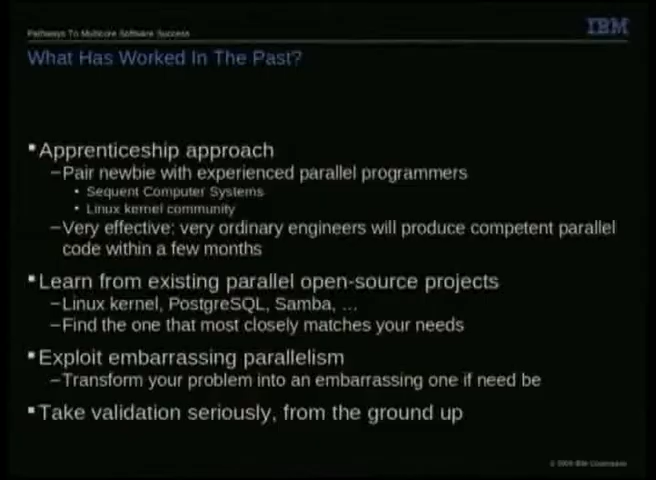 Pathways To Multicore Software Success
IBM
What Has Worked In The Past?
▪Apprenticeship approach
–Pair newbie with experienced parallel programmers
• Sequent Computer Systems
• Linux kernel community
–Very effective: very ordinary engineers will produce competent parallel
code within a few months
▪Learn from existing parallel open-source projects
–Linux kernel, PostgreSQL, Samba, …
–Find the one that most closely matches your needs
▪Exploit embarrassing parallelism
–Transform your problem into an embarrassing one if need be
▪Take validation seriously, from the ground up
© IBM Corporation